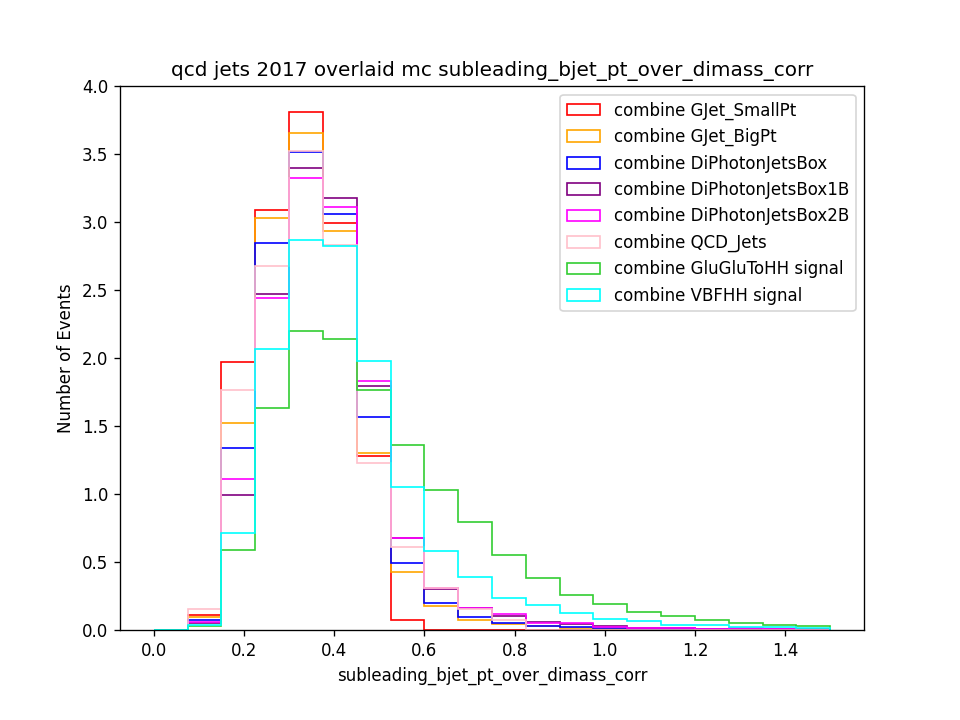 qcd jets 2017 overlaid mc subleading_bjet_pt_over_dimass_corr
combine GJet_SmallPt
combine GJet_BigPt
combine DiPhotonJetsBox
combine DiPhotonJetsBox1B
combine DiPhotonJetsBox2B
combine QCD_Jets
combine GluGluToHH signal
combine VBFHH signal
Number of Events
4.0
3.5
3.0
2.5
2.0
1.5
1.0
0.5
0.0
0.0 0.2 0.4 0.6 0.8 1.0 1.2 1.4
subleading_bjet_pt_over_dimass_corr